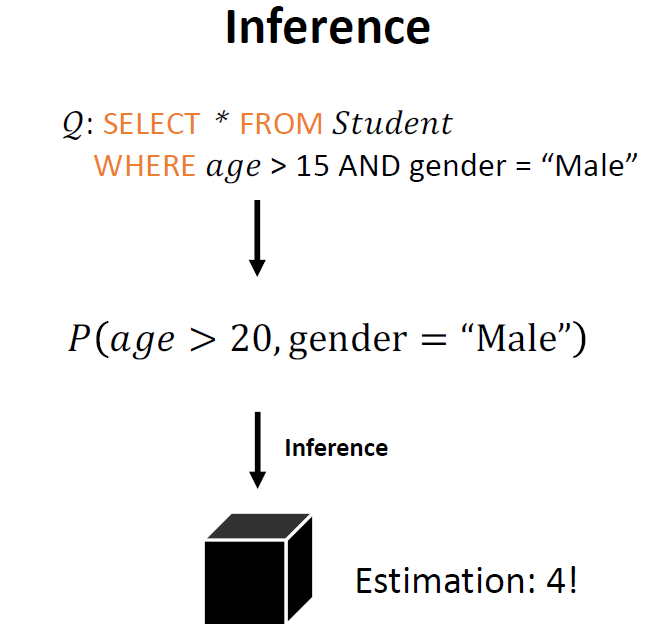 Inference
Q: SELECT * FROM Student
WHERE age > 15 AND gender = “Male”
P(age > 20, gender = “Male”)
Inference
Estimation: 4!